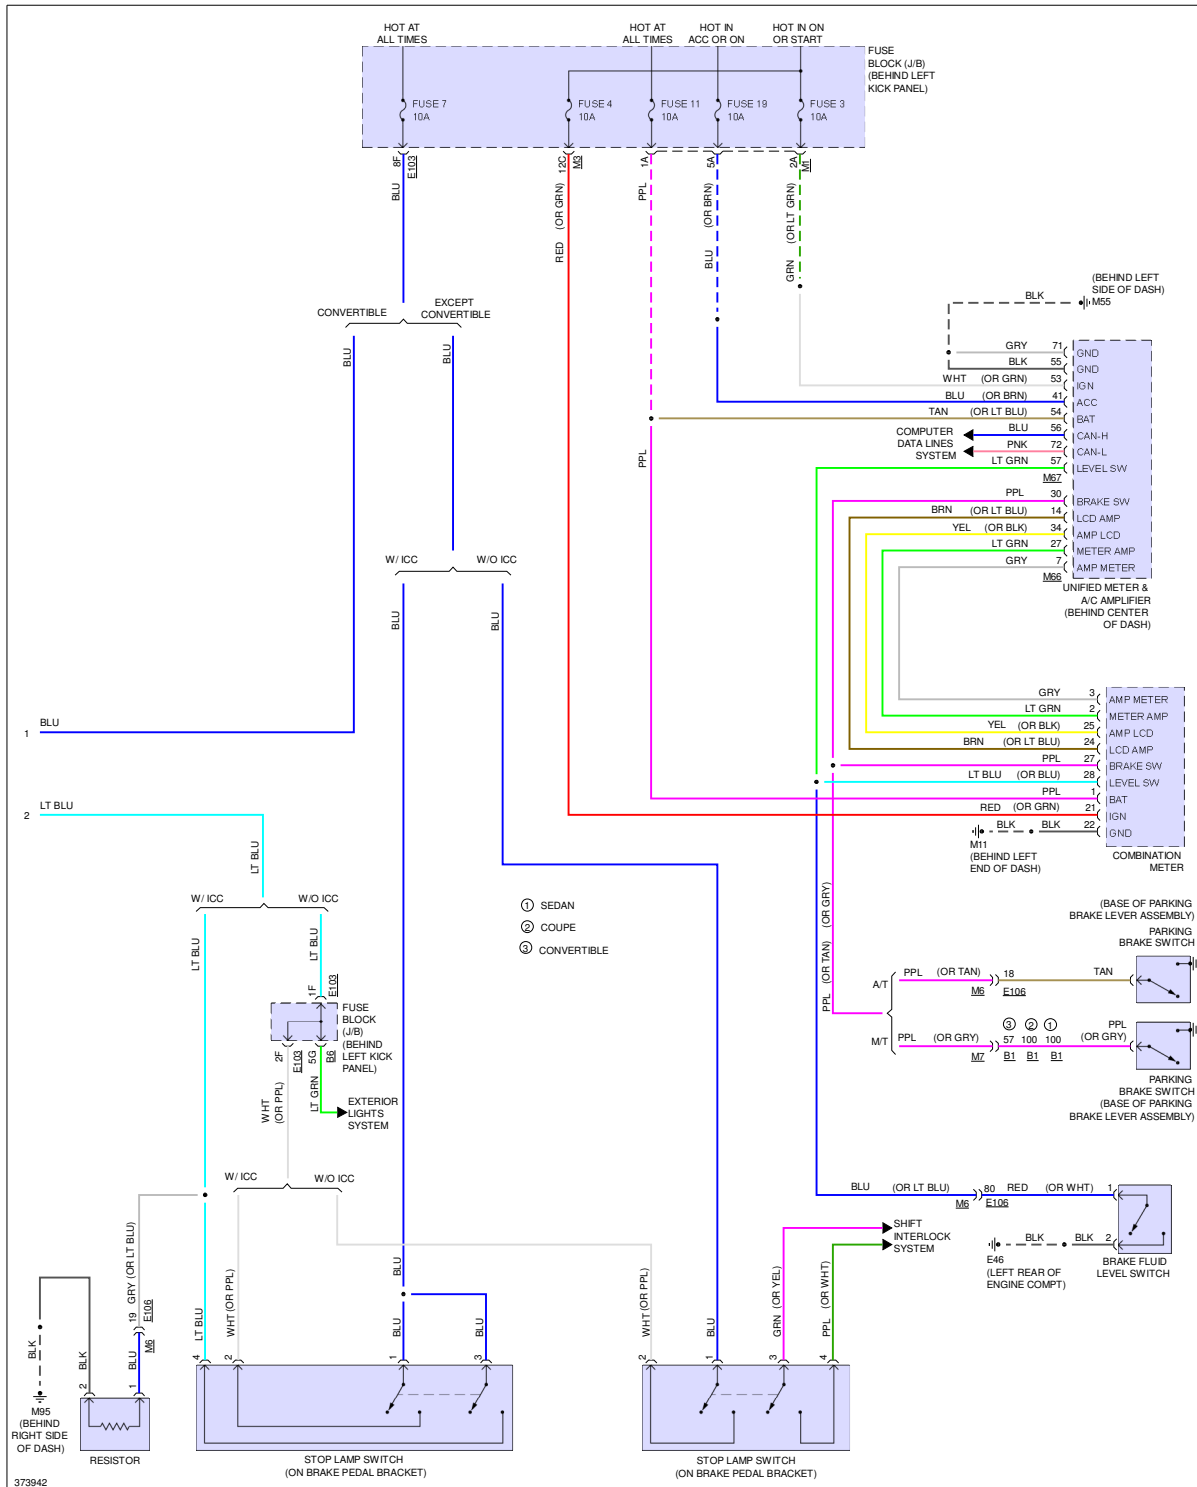 HOT AT
ALL TIMES
HOT AT
ALL TIMES
HOT IN
ACC OR ON
HOT IN ON
OR START
FUSE
BLOCK (J/B)
(BEHIND LEFT
KICK PANEL)
FUSE 7
10A
FUSE 4
10A
FUSE 11
10A
FUSE 19
10A
FUSE 3
10A
8F
E103
12C
M3
1A
5A
2A
M1
BLU
RED (OR GRN)
PPL
BLU (OR BRN)
GRN (OR LT GRN)
CONVERTIBLE
EXCEPT
CONVERTIBLE
BLU
BLU
(BEHIND LEFT
SIDE OF DASH)
M55
BLK
GRY 71 GND
BLK 55 GND
WHT (OR GRN) 53 IGN
BLU (OR BRN) 41 ACC
TAN (OR LT BLU) 54 BAT
BLU 56 CAN-H
PNK 72 CAN-L
LT GRN 57 LEVEL SW
M67
COMPUTER
DATA LINES
SYSTEM
PPL
PPL 30 BRAKE SW
BRN (OR LT BLU) 14 LCD AMP
YEL (OR BLK) 34 AMP LCD
LT GRN 27 METER AMP
GRY 7 AMP METER
M66
UNIFIED METER &
A/C AMPLIFIER
(BEHIND CENTER
OF DASH)
W/ ICC
W/O ICC
BLU
BLU
GRY 3 AMP METER
LT GRN 2 METER AMP
YEL (OR BLK) 25 AMP LCD
BRN (OR LT BLU) 24 LCD AMP
PPL 27 BRAKE SW
LT BLU (OR BLU) 28 LEVEL SW
PPL 1 BAT
RED (OR GRN) 21 IGN
BLK BLK 22 GND
M11
(BEHIND LEFT
END OF DASH)
COMBINATION
METER
1 BLU
2 LT BLU
LT BLU
W/ ICC
W/O ICC
LT BLU
LT BLU
1 SEDAN
2 COUPE
3 CONVERTIBLE
1F
E103
FUSE
BLOCK
(J/B)
(BEHIND
LEFT KICK
PANEL)
2F
E103
5G
B6
WHT
(OR PPL)
LT GRN
EXTERIOR
LIGHTS
SYSTEM
PPL (OR TAN) (OR GRY)
(BASE OF PARKING
BRAKE LEVER ASSEMBLY)
PARKING
BRAKE SWITCH
A/T
PPL (OR TAN) 18 TAN
M6 E106
M/T
PPL (OR GRY)
3 2 1
57 100 100
M7 B1 B1 B1
PPL
(OR GRY)
PARKING
BRAKE SWITCH
(BASE OF PARKING
BRAKE LEVER ASSEMBLY)
W/ ICC
W/O ICC
BLU (OR LT BLU) 80 RED (OR WHT) 1
M6 E106
SHIFT
INTERLOCK
SYSTEM
BLK BLK 2
E46
(LEFT REAR OF
ENGINE COMPT)
BRAKE FLUID
LEVEL SWITCH
GRY (OR LT BLU)
19
E106
M6
BLK
BLK
BLU
2
1
M95
(BEHIND
RIGHT SIDE
OF DASH)
RESISTOR
LT BLU
WHT (OR PPL)
BLU
BLU
BLU
4
2
1
3
STOP LAMP SWITCH
(ON BRAKE PEDAL BRACKET)
WHT (OR PPL)
BLU
GRN (OR YEL)
PPL (OR WHT)
2
1
3
4
STOP LAMP SWITCH
(ON BRAKE PEDAL BRACKET)
373942